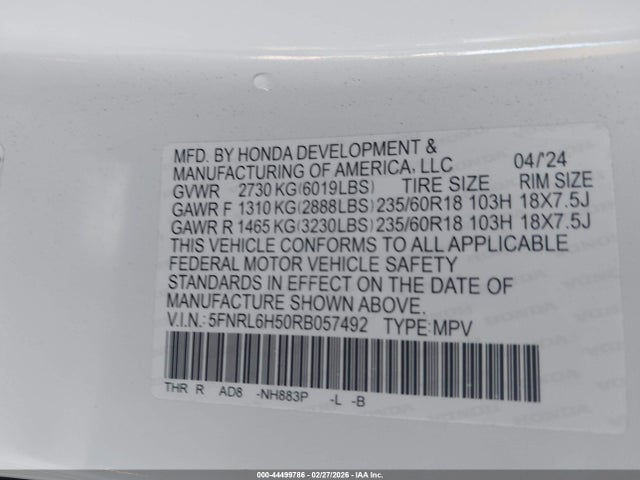 MFD. BY HONDA DEVELOPMENT &
MANUFACTURING OF AMERICA, LLC 04/'24
GVWR 2730 KG(6019LBS) TIRE SIZE RIM SIZE
GAWR F 1310 KG(2888LBS) 235/60R18 103H 18X7.5J
GAWR R 1465 KG(3230LBS) 235/60R18 103H 18X7.5J
THIS VEHICLE CONFORMS TO ALL APPLICABLE
FEDERAL MOTOR VEHICLE SAFETY
STANDARDS IN EFFECT ON THE DATE OF
MANUFACTURE SHOWN ABOVE.
V.I.N.: 5FNRL6H50RB057492 TYPE: MPV
THR R AD8 -NH883P -L -B
000-44499786 - 02/27/2026 - IAA Inc.